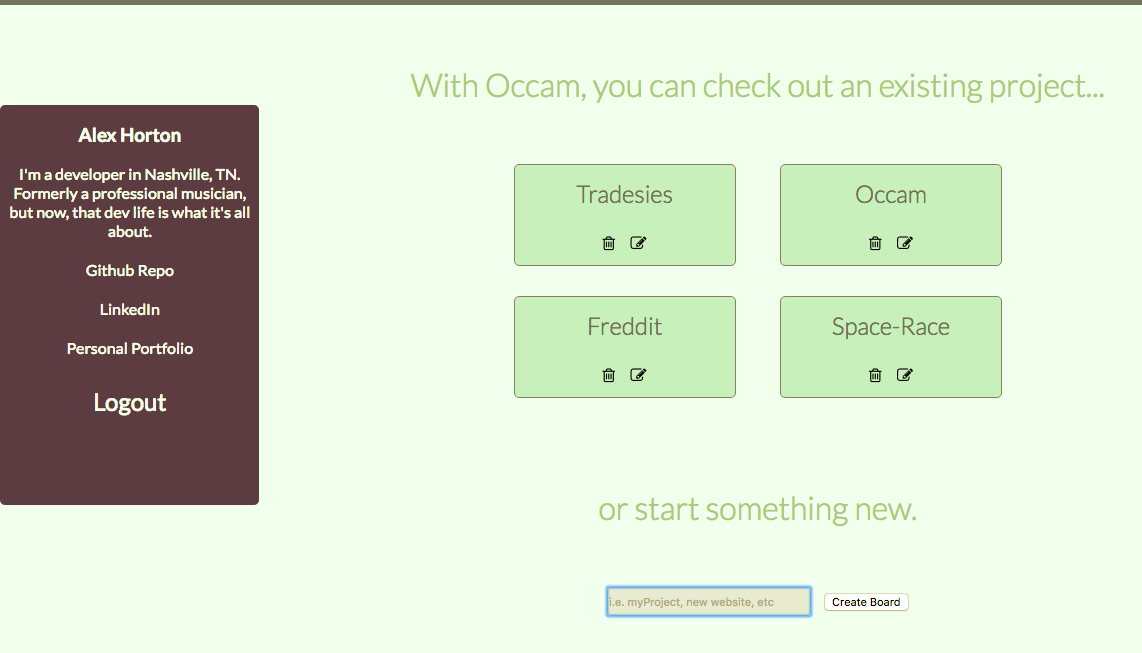 With Occam, you can check out an existing project...
Alex Horton
I'm a developer in Nashville, TN.
Formerly a professional musician,
but now, that dev life is what it's all
about.
Github Repo
LinkedIn
Personal Portfolio
Logout
Tradesies
Occam
Freddit
Space-Race
or start something new.
i.e. myProject, new website, etc
Create Board